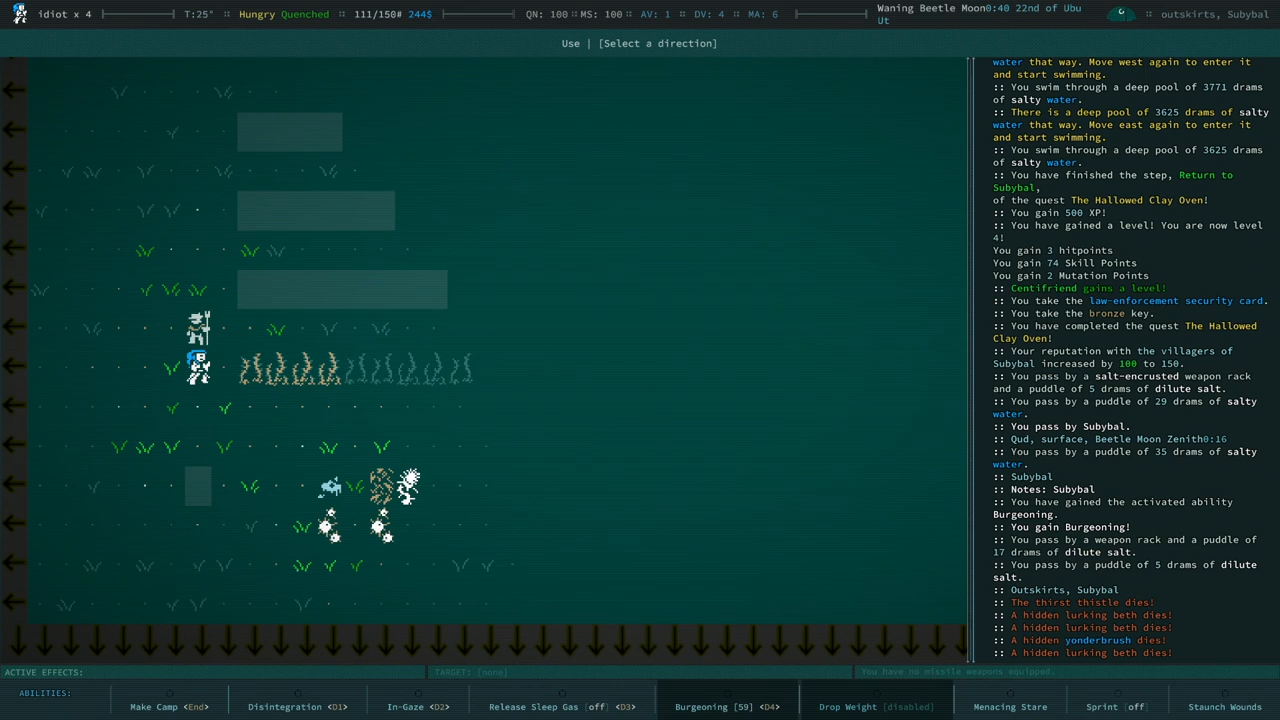 idiot x 4 T:25° :: Hungry Quenched :: 111/150# 244$ QN: 100 :: MS: 100 :: AV: 1 :: DV: 4 :: MA: 6 Waning Beetle Moon0:40 22nd of Ubu Ut :: outskirts, Subybal
Use | [Select a direction]
water that way. Move west again to enter it
and start swimming.
:: You swim through a deep pool of 3771 drams
of salty water.
:: There is a deep pool of 3625 drams of salty
water that way. Move east again to enter it
and start swimming.
:: You swim through a deep pool of 3625 drams
of salty water.
:: You have finished the step, Return to
Subybal,
of the quest The Hallowed Clay Oven!
:: You gain 500 XP!
:: You have gained a level! You are now level
4!
You gain 3 hitpoints
You gain 74 Skill Points
You gain 2 Mutation Points
:: Centifriend gains a level!
:: You take the law-enforcement security card.
:: You take the bronze key.
:: You have completed the quest The Hallowed
Clay Oven!
:: Your reputation with the villagers of
Subybal increased by 100 to 150.
:: You pass by a salt-encrusted weapon rack
and a puddle of 5 drams of dilute salt.
:: You pass by a puddle of 29 drams of salty
water.
:: You pass by Subybal.
:: Qud, surface, Beetle Moon Zenith0:16
:: You pass by a puddle of 35 drams of salty
water.
:: Subybal
:: Notes: Subybal
:: You have gained the activated ability
Burgeoning.
:: You gain Burgeoning!
:: You pass by a weapon rack and a puddle of
17 drams of dilute salt.
:: You pass by a puddle of 5 drams of dilute
salt.
:: Outskirts, Subybal
:: The thirst thistle dies!
:: A hidden lurking beth dies!
:: A hidden lurking beth dies!
:: A hidden yonderbrush dies!
:: A hidden lurking beth dies!
ACTIVE EFFECTS: TARGET: [none] You have no missile weapons equipped.
ABILITIES: Make Camp <End> Disintegration <D1> In-Gaze <D2> Release Sleep Gas [off] <D3> Burgeoning [59] <D4> Drop Weight [disabled] Menacing Stare Sprint [off] Staunch Wounds